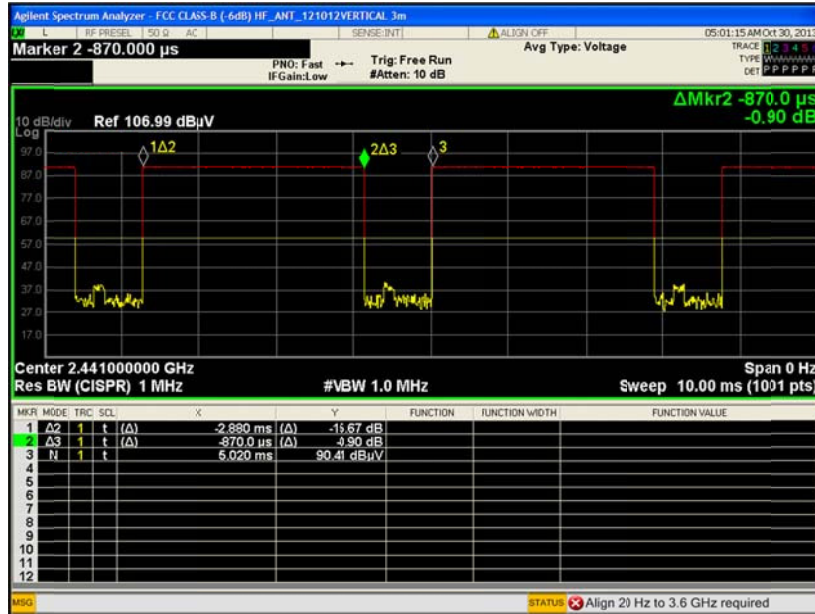 Agilent Spectrum Analyzer - FCC CLASS-B (-6dB) HF_ANT_121012VERTICAL 3m
L RF PRESEL 50 Ω AC SENSE:INT ALIGN OFF 05:01:15 AM Oct 30, 201
Marker 2 -870.000 µs
PNO: Fast
IFGain:Low
Trig: Free Run
#Atten: 10 dB
Avg Type: Voltage
TRACE 1 2 3 4 5
TYPE
DET P P P P P
ΔMkr2 -870.0 µs
-0.90 dB
10 dB/div Ref 106.99 dBµV
Log
1Δ2 2Δ3 3
97.0
87.0
77.0
67.0
57.0
47.0
37.0
27.0
17.0
Center 2.441000000 GHz Span 0 Hz
Res BW (CISPR) 1 MHz #VBW 1.0 MHz Sweep 10.00 ms (1001 pts)
MKR MODE TRC SCL X Y FUNCTION FUNCTION WIDTH FUNCTION VALUE
1 Δ2 1 t (Δ) -2.880 ms (Δ) -15.67 dB
2 Δ3 1 t (Δ) -870.0 µs (Δ) -0.90 dB
3 N 1 t 5.020 ms 90.41 dBµV
4
5
6
7
8
9
10
11
12
MSG STATUS Align 20 Hz to 3.6 GHz required